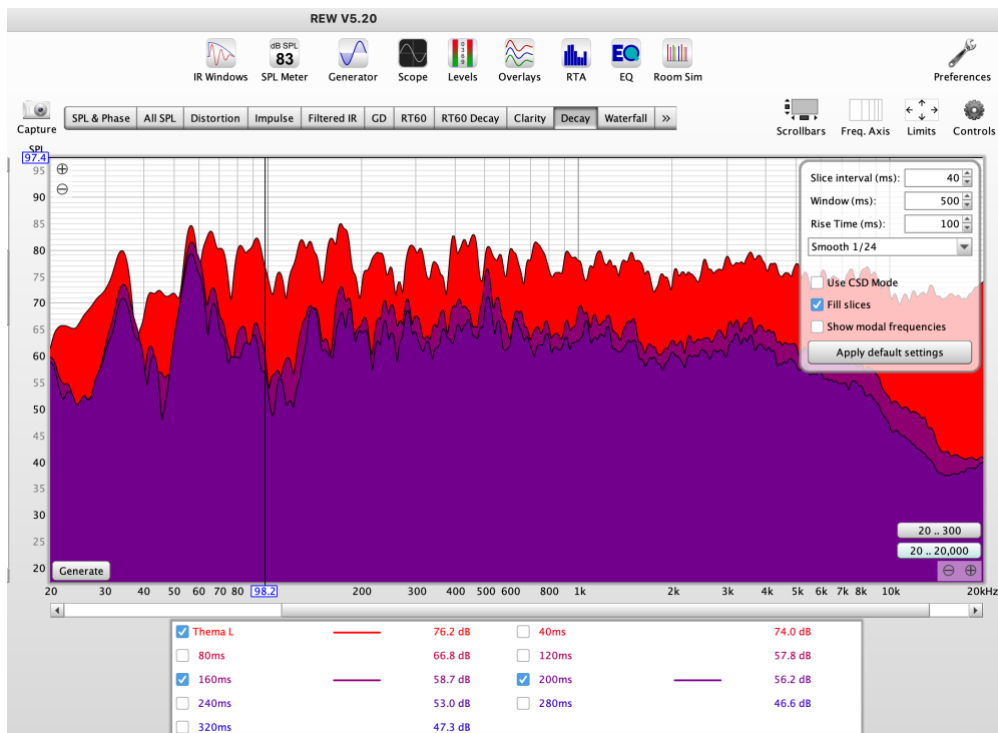 REW V5.20
dB SPL
83
0 3 6 9
EQ
IR Windows SPL Meter Generator Scope Levels Overlays RTA EQ Room Sim Preferences
Capture SPL & Phase All SPL Distortion Impulse Filtered IR GD RT60 RT60 Decay Clarity Decay Waterfall » Scrollbars Freq. Axis Limits Controls
SPL
97.4
95
90
85
80
75
70
65
60
55
50
45
40
35
30
25
20
Slice interval (ms): 40
Window (ms): 500
Rise Time (ms): 100
Smooth 1/24
Use CSD Mode
Fill slices
Show modal frequencies
Apply default settings
20 .. 300
20 .. 20,000
Generate
20 30 40 50 60 70 80 98.2 200 300 400 500 600 800 1k 2k 3k 4k 5k 6k 7k 8k 10k 20kHz
Thema L 76.2 dB 40ms 74.0 dB
80ms 66.8 dB 120ms 57.8 dB
160ms 58.7 dB 200ms 56.2 dB
240ms 53.0 dB 280ms 46.6 dB
320ms 47.3 dB